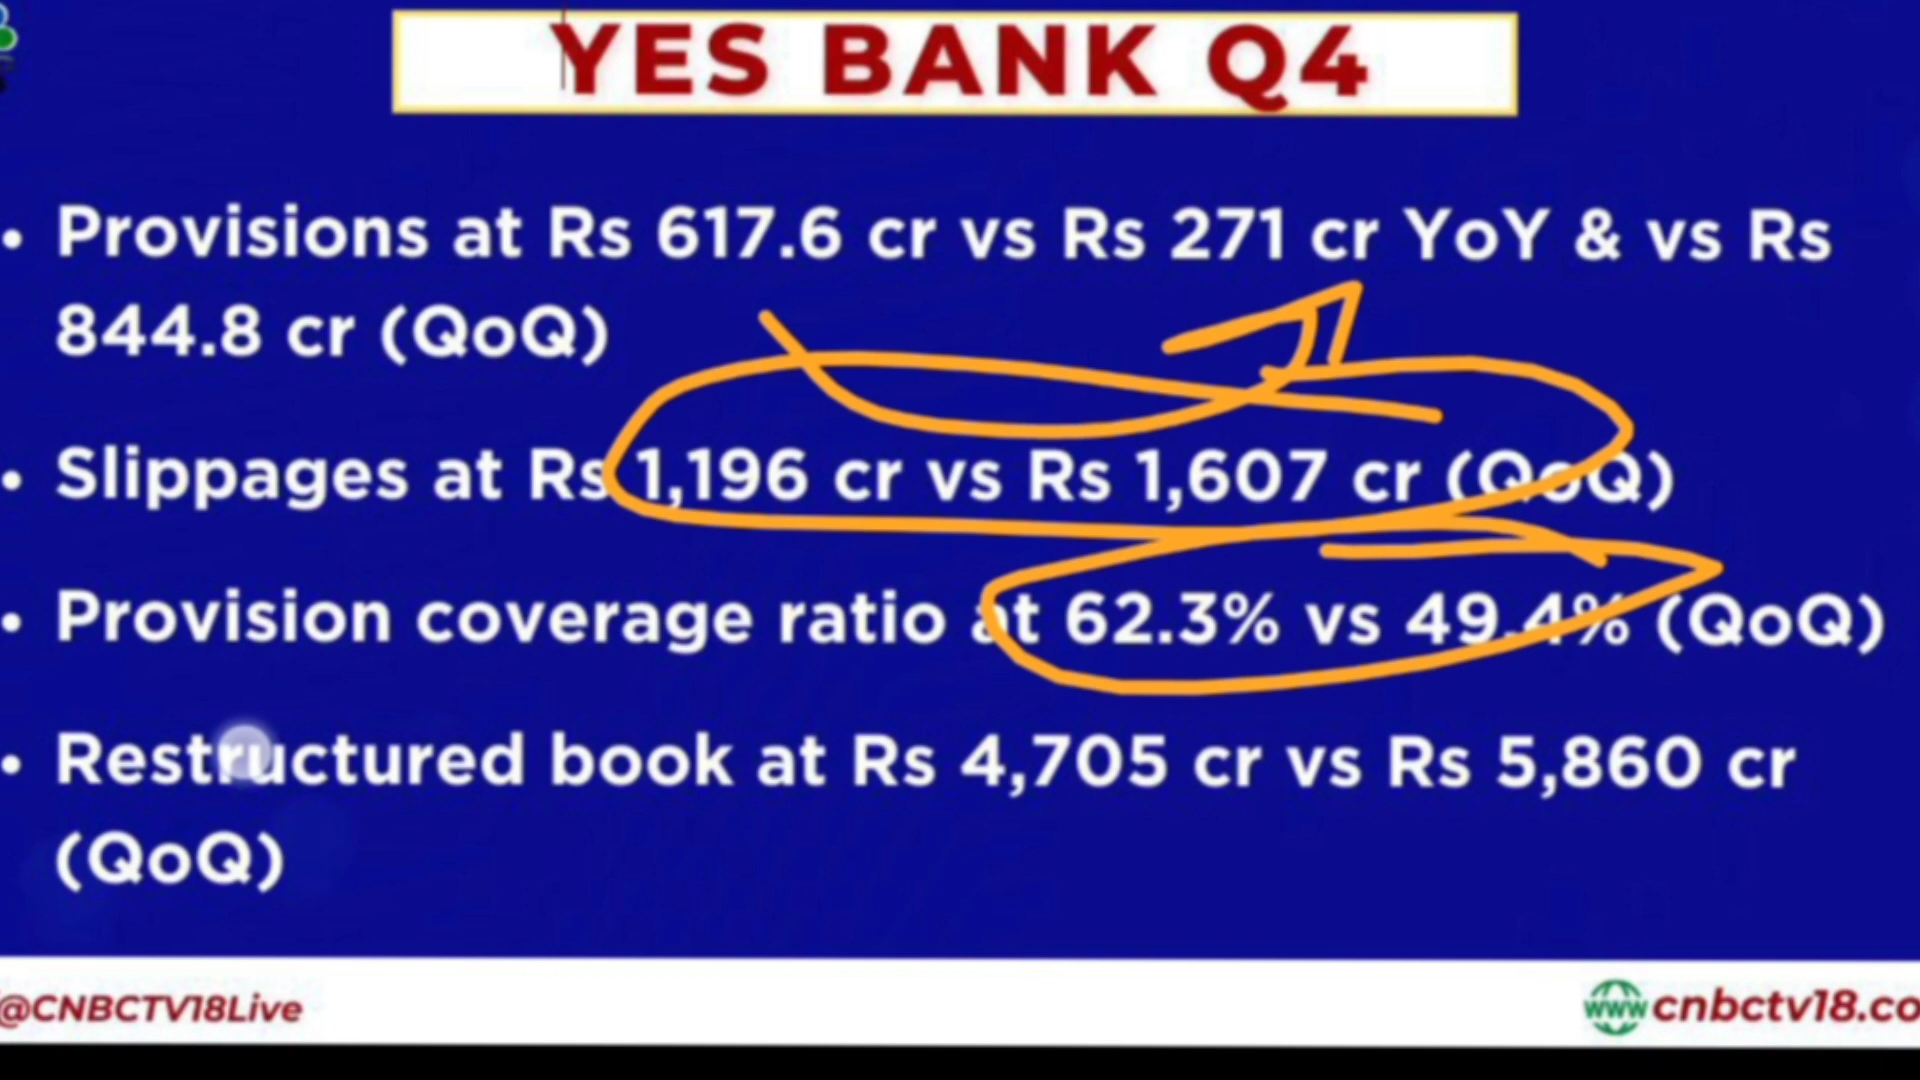 YES BANK Q4
• Provisions at Rs 617.6 cr vs Rs 271 cr YoY & vs Rs
844.8 cr (QoQ)
• Slippages at Rs 1,196 cr vs Rs 1,607 cr (QoQ)
• Provision coverage ratio at 62.3% vs 49.4% (QoQ)
• Restructured book at Rs 4,705 cr vs Rs 5,860 cr
(QoQ)
@CNBCTV18Live
www cnbctv18.co